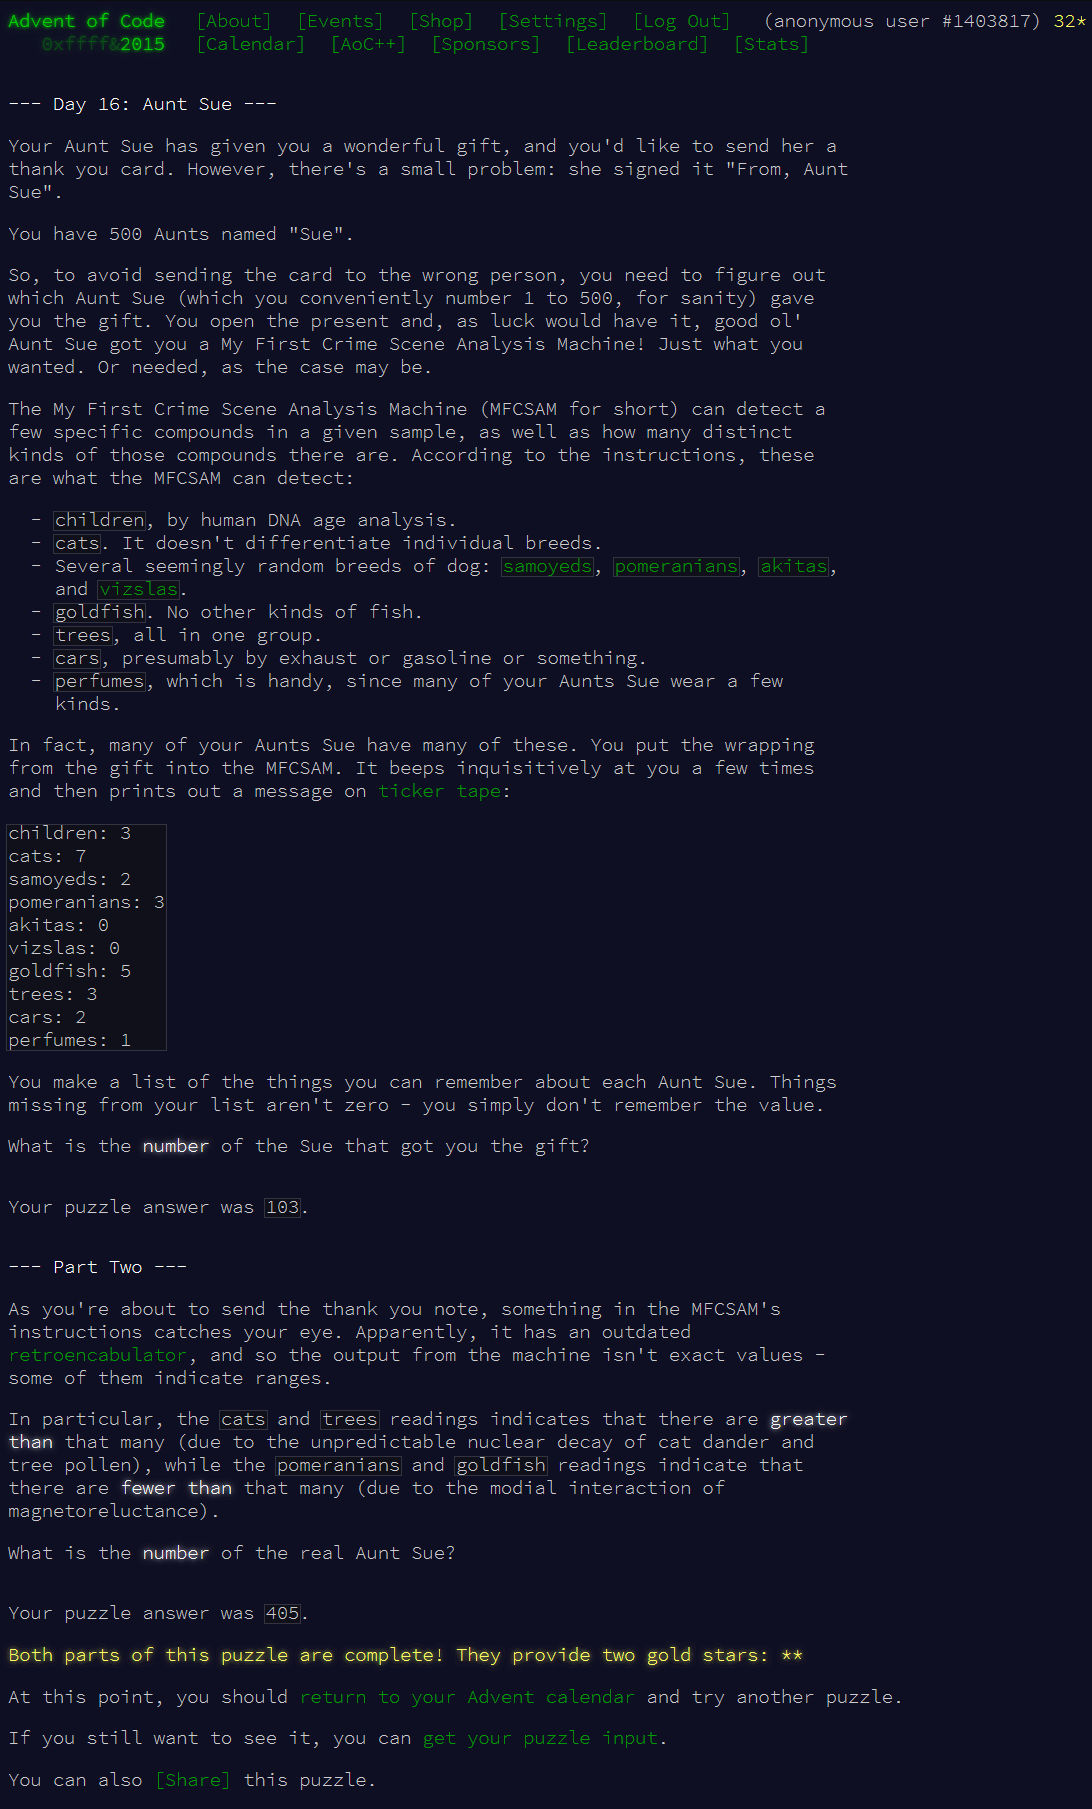 Advent of Code [About] [Events] [Shop] [Settings] [Log Out] (anonymous user #1403817) 32*
0xffff&2015 [Calendar] [AoC++] [Sponsors] [Leaderboard] [Stats]
--- Day 16: Aunt Sue ---
Your Aunt Sue has given you a wonderful gift, and you'd like to send her a
thank you card. However, there's a small problem: she signed it "From, Aunt
Sue".
You have 500 Aunts named "Sue".
So, to avoid sending the card to the wrong person, you need to figure out
which Aunt Sue (which you conveniently number 1 to 500, for sanity) gave
you the gift. You open the present and, as luck would have it, good ol'
Aunt Sue got you a My First Crime Scene Analysis Machine! Just what you
wanted. Or needed, as the case may be.
The My First Crime Scene Analysis Machine (MFCSAM for short) can detect a
few specific compounds in a given sample, as well as how many distinct
kinds of those compounds there are. According to the instructions, these
are what the MFCSAM can detect:
- children, by human DNA age analysis.
- cats. It doesn't differentiate individual breeds.
- Several seemingly random breeds of dog: samoyeds, pomeranians, akitas,
and vizslas.
- goldfish. No other kinds of fish.
- trees, all in one group.
- cars, presumably by exhaust or gasoline or something.
- perfumes, which is handy, since many of your Aunts Sue wear a few
kinds.
In fact, many of your Aunts Sue have many of these. You put the wrapping
from the gift into the MFCSAM. It beeps inquisitively at you a few times
and then prints out a message on ticker tape:
children: 3
cats: 7
samoyeds: 2
pomeranians: 3
akitas: 0
vizslas: 0
goldfish: 5
trees: 3
cars: 2
perfumes: 1
You make a list of the things you can remember about each Aunt Sue. Things
missing from your list aren't zero - you simply don't remember the value.
What is the number of the Sue that got you the gift?
Your puzzle answer was 103.
--- Part Two ---
As you're about to send the thank you note, something in the MFCSAM's
instructions catches your eye. Apparently, it has an outdated
retroencabulator, and so the output from the machine isn't exact values -
some of them indicate ranges.
In particular, the cats and trees readings indicates that there are greater
than that many (due to the unpredictable nuclear decay of cat dander and
tree pollen), while the pomeranians and goldfish readings indicate that
there are fewer than that many (due to the modial interaction of
magnetoreluctance).
What is the number of the real Aunt Sue?
Your puzzle answer was 405.
Both parts of this puzzle are complete! They provide two gold stars: **
At this point, you should return to your Advent calendar and try another puzzle.
If you still want to see it, you can get your puzzle input.
You can also [Share] this puzzle.